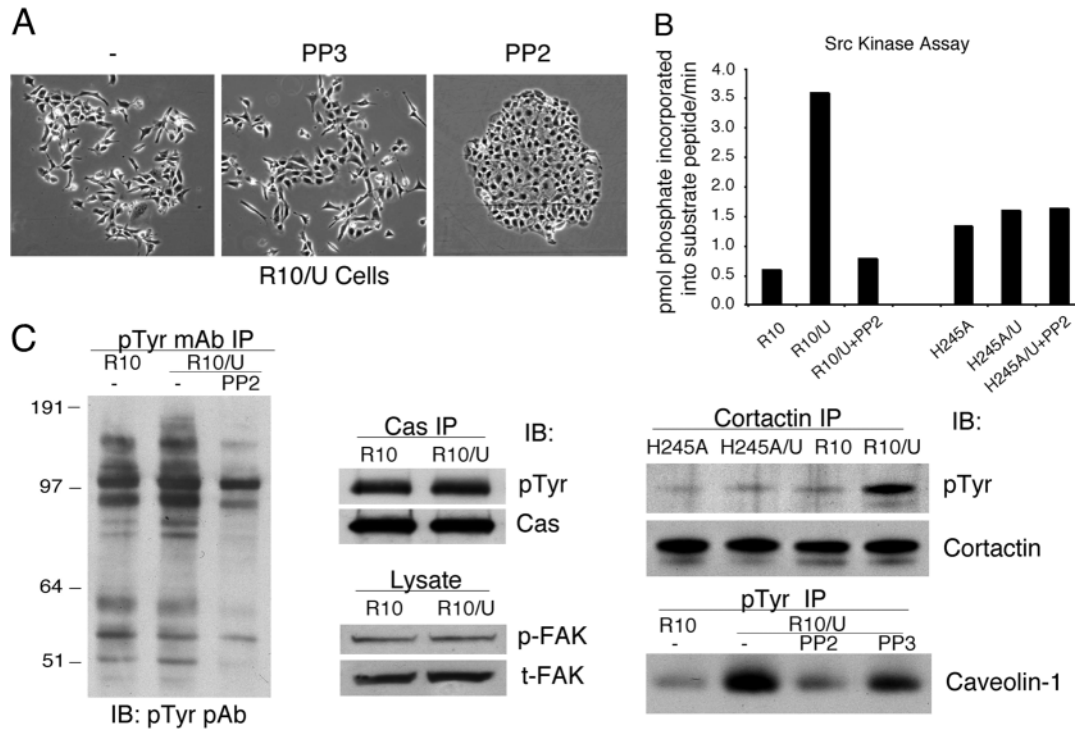 A
-
PP3
PP2
R10/U Cells
B
Src Kinase Assay
pmol phosphate incorporated
into substrate peptide/min
4.0
3.5
3.0
2.5
2.0
1.5
1.0
0.5
0.0
R10
R10/U
R10/U+PP2
H245A
H245A/U
H245A/U+PP2
C
pTyr mAb IP
R10 R10/U
- - PP2
191
97
64
51
IB: pTyr pAb
Cas IP IB:
R10 R10/U
pTyr
Cas
Lysate
R10 R10/U
p-FAK
t-FAK
Cortactin IP IB:
H245A H245A/U R10 R10/U
pTyr
Cortactin
pTyr IP
R10 R10/U
- - PP2 PP3
Caveolin-1